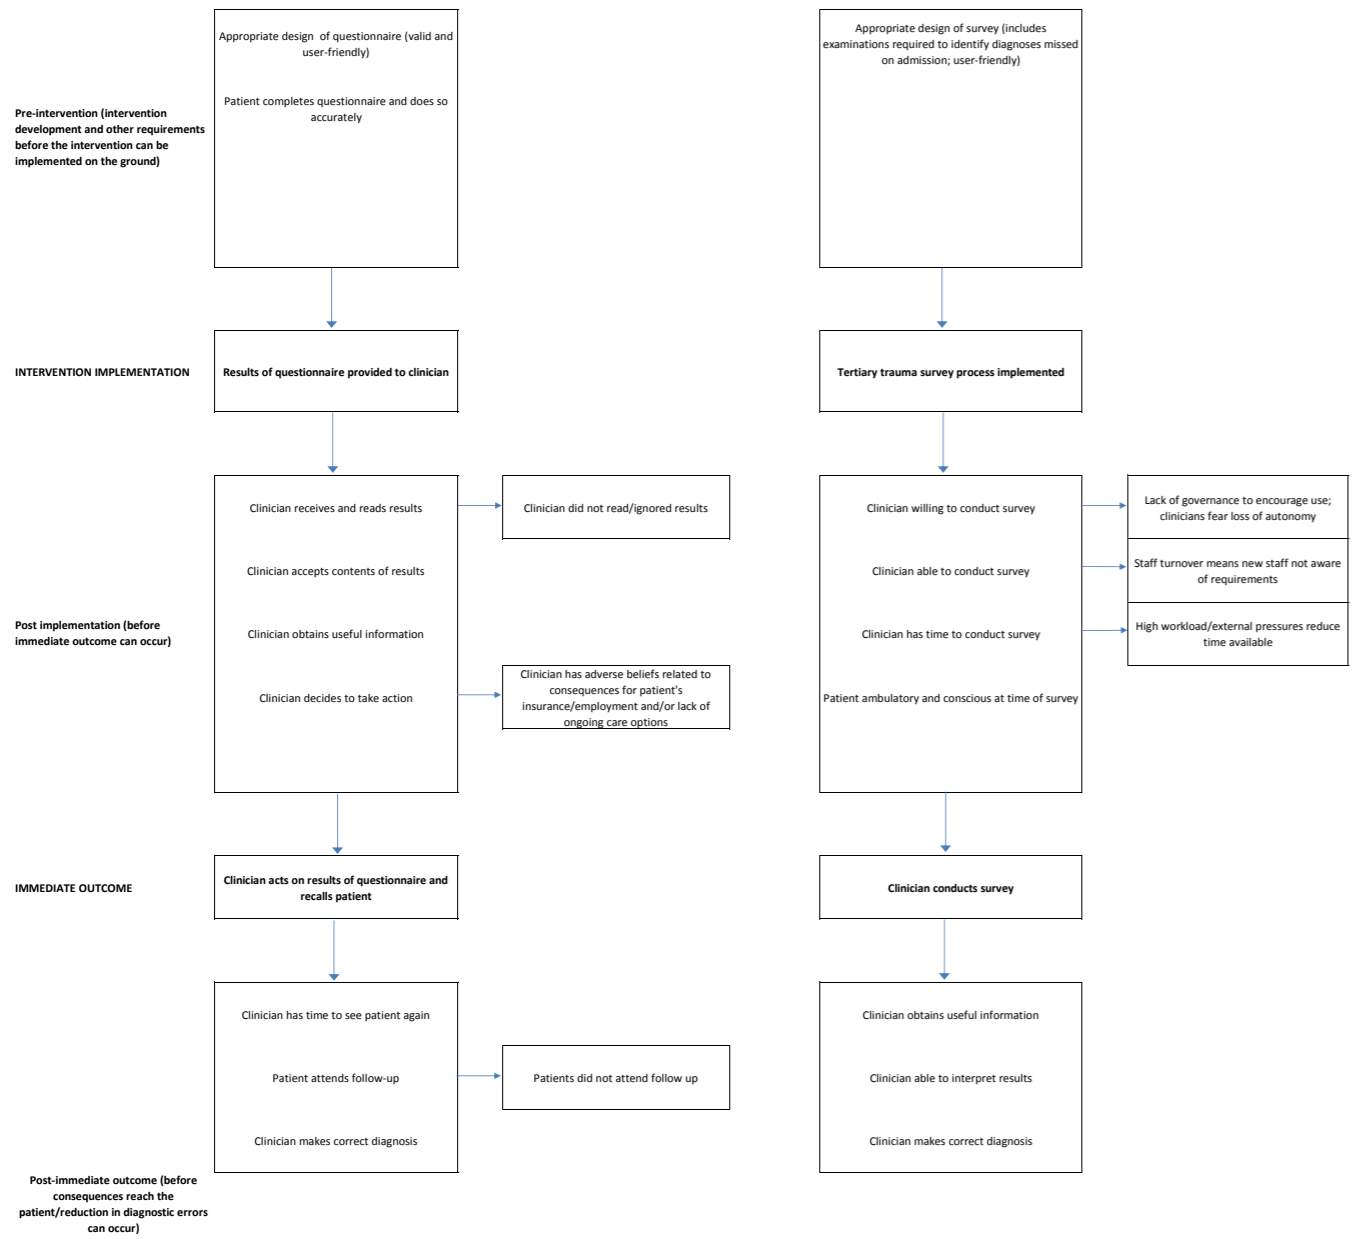 Appropriate design of questionnaire (valid and
user-friendly)
Patient completes questionnaire and does so
accurately
Appropriate design of survey (includes
examinations required to identify diagnoses missed
on admission; user-friendly)
Pre-intervention (intervention
development and other requirements
before the intervention can be
implemented on the ground)
INTERVENTION IMPLEMENTATION
Results of questionnaire provided to clinician
Tertiary trauma survey process implemented
Post implementation (before
immediate outcome can occur)
Clinician receives and reads results
Clinician accepts contents of results
Clinician obtains useful information
Clinician decides to take action
Clinician did not read/ignored results
Clinician has adverse beliefs related to
consequences for patient's
insurance/employment and/or lack of
ongoing care options
Clinician willing to conduct survey
Clinician able to conduct survey
Clinician has time to conduct survey
Patient ambulatory and conscious at time of survey
Lack of governance to encourage use;
clinicians fear loss of autonomy
Staff turnover means new staff not aware
of requirements
High workload/external pressures reduce
time available
IMMEDIATE OUTCOME
Clinician acts on results of questionnaire and
recalls patient
Clinician conducts survey
Clinician has time to see patient again
Patient attends follow-up
Clinician makes correct diagnosis
Patients did not attend follow up
Clinician obtains useful information
Clinician able to interpret results
Clinician makes correct diagnosis
Post-immediate outcome (before
consequences reach the
patient/reduction in diagnostic errors
can occur)